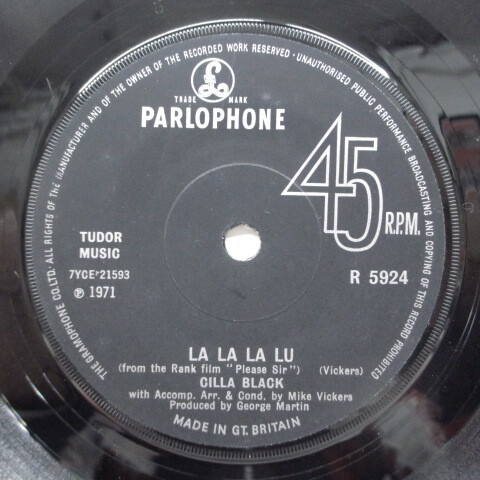 THE GRAMOPHONE CO.LTD. ALL RIGHTS OF THE MANUFACTURER AND OF THE OWNER OF THE RECORDED WORK RESERVED · UNAUTHORISED PUBLIC PERFORMANCE BROADCASTING AND COPYING OF THIS RECORD PROHIBITED
£
TRADE MARK
PARLOPHONE
45 R.P.M.
TUDOR
MUSIC
7YCE•21593
℗ 1971
R 5924
LA LA LA LU
(from the Rank film "Please Sir") (Vickers)
CILLA BLACK
with Accomp. Arr. & Cond. by Mike Vickers
Produced by George Martin
MADE IN GT. BRITAIN